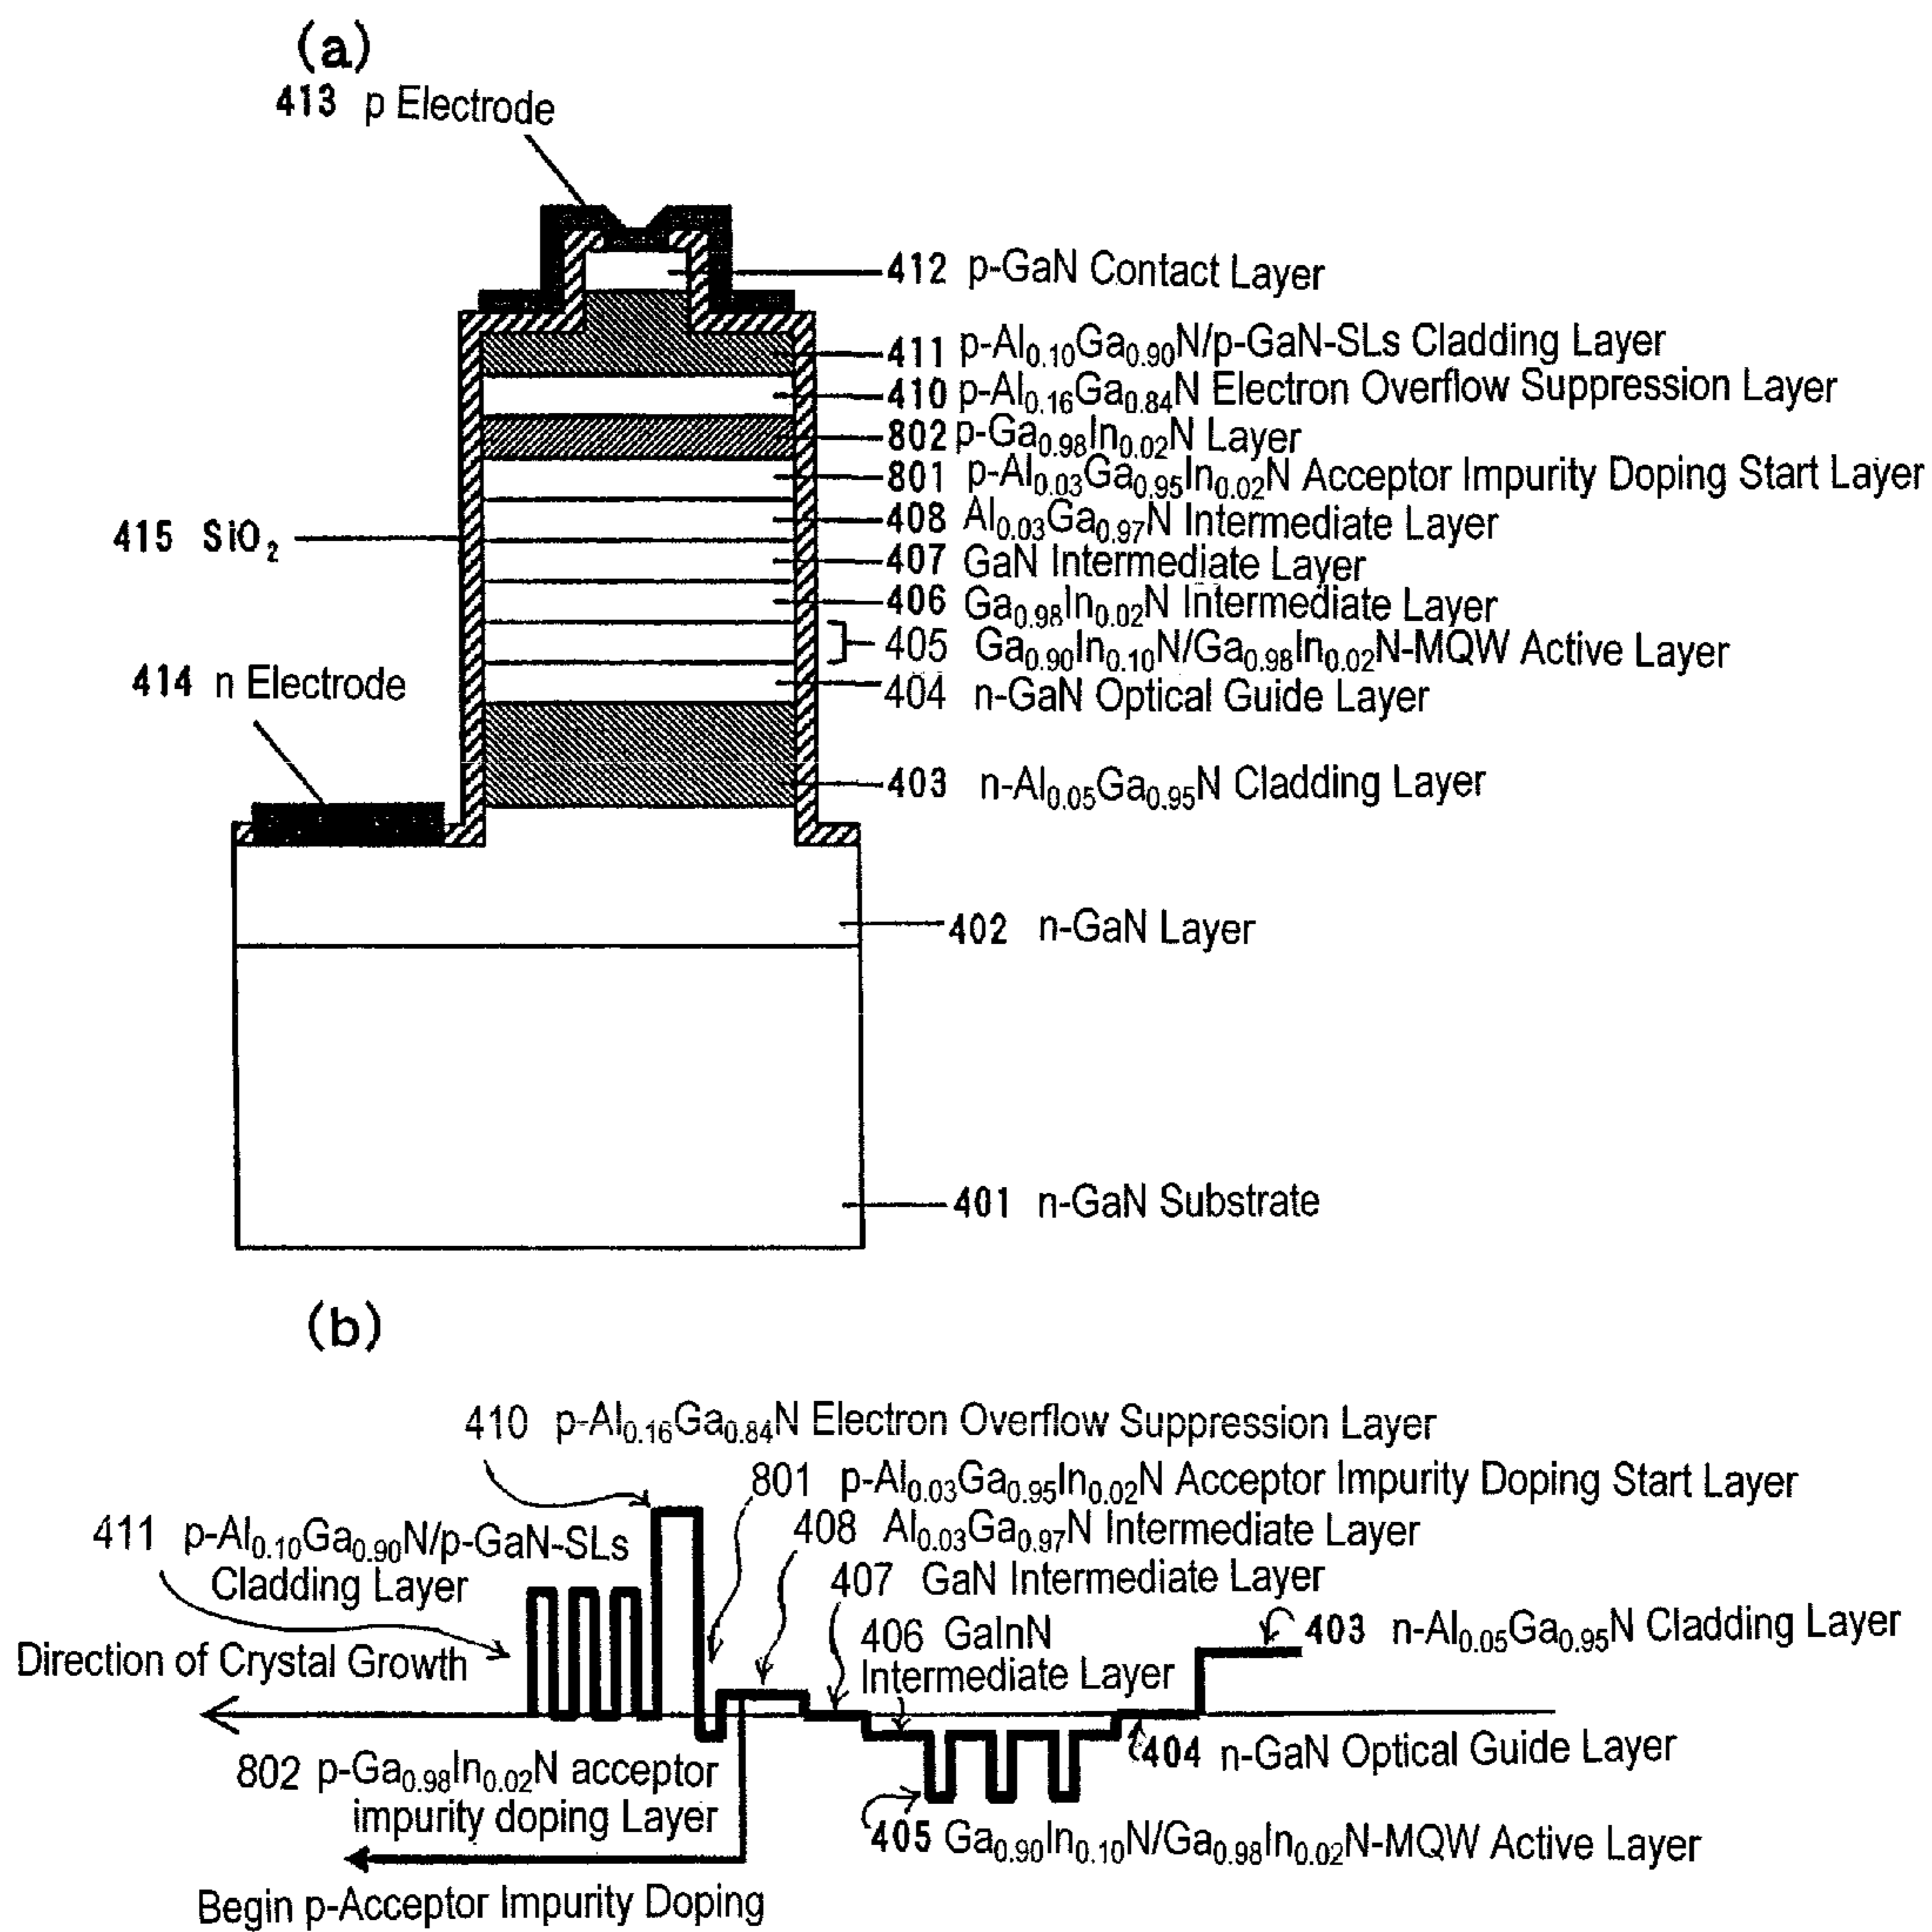 (a)
413 p Electrode
412 p-GaN Contact Layer
411 p-Al₀.₁₀Ga₀.₉₀N/p-GaN-SLs Cladding Layer
410 p-Al₀.₁₆Ga₀.₈₄N Electron Overflow Suppression Layer
802 p-Ga₀.₉₈In₀.₀₂N Layer
801 p-Al₀.₀₃Ga₀.₉₅In₀.₀₂N Acceptor Impurity Doping Start Layer
408 Al₀.₀₃Ga₀.₉₇N Intermediate Layer
415 SiO₂
407 GaN Intermediate Layer
406 Ga₀.₉₈In₀.₀₂N Intermediate Layer
405 Ga₀.₉₀In₀.₁₀N/Ga₀.₉₈In₀.₀₂N-MQW Active Layer
414 n Electrode
404 n-GaN Optical Guide Layer
403 n-Al₀.₀₅Ga₀.₉₅N Cladding Layer
402 n-GaN Layer
401 n-GaN Substrate
(b)
410 p-Al₀.₁₆Ga₀.₈₄N Electron Overflow Suppression Layer
801 p-Al₀.₀₃Ga₀.₉₅In₀.₀₂N Acceptor Impurity Doping Start Layer
408 Al₀.₀₃Ga₀.₉₇N Intermediate Layer
411 p-Al₀.₁₀Ga₀.₉₀N/p-GaN-SLs
Cladding Layer
407 GaN Intermediate Layer
406 GaInN
Intermediate Layer
403 n-Al₀.₀₅Ga₀.₉₅N Cladding Layer
Direction of Crystal Growth
404 n-GaN Optical Guide Layer
802 p-Ga₀.₉₈In₀.₀₂N acceptor
impurity doping Layer
405 Ga₀.₉₀In₀.₁₀N/Ga₀.₉₈In₀.₀₂N-MQW Active Layer
Begin p-Acceptor Impurity Doping